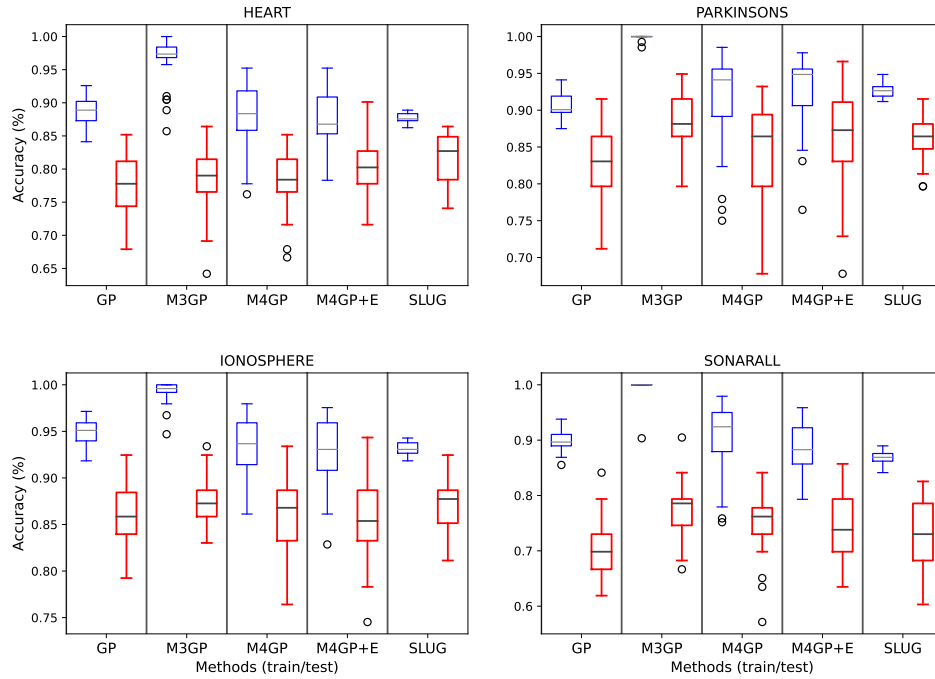 HEART
Accuracy (%)
1.00
0.95
0.90
0.85
0.80
0.75
0.70
0.65
GP M3GP M4GP M4GP+E SLUG
PARKINSONS
1.00
0.95
0.90
0.85
0.80
0.75
0.70
GP M3GP M4GP M4GP+E SLUG
IONOSPHERE
Accuracy (%)
1.00
0.95
0.90
0.85
0.80
0.75
GP M3GP M4GP M4GP+E SLUG
Methods (train/test)
SONARALL
1.0
0.9
0.8
0.7
0.6
GP M3GP M4GP M4GP+E SLUG
Methods (train/test)